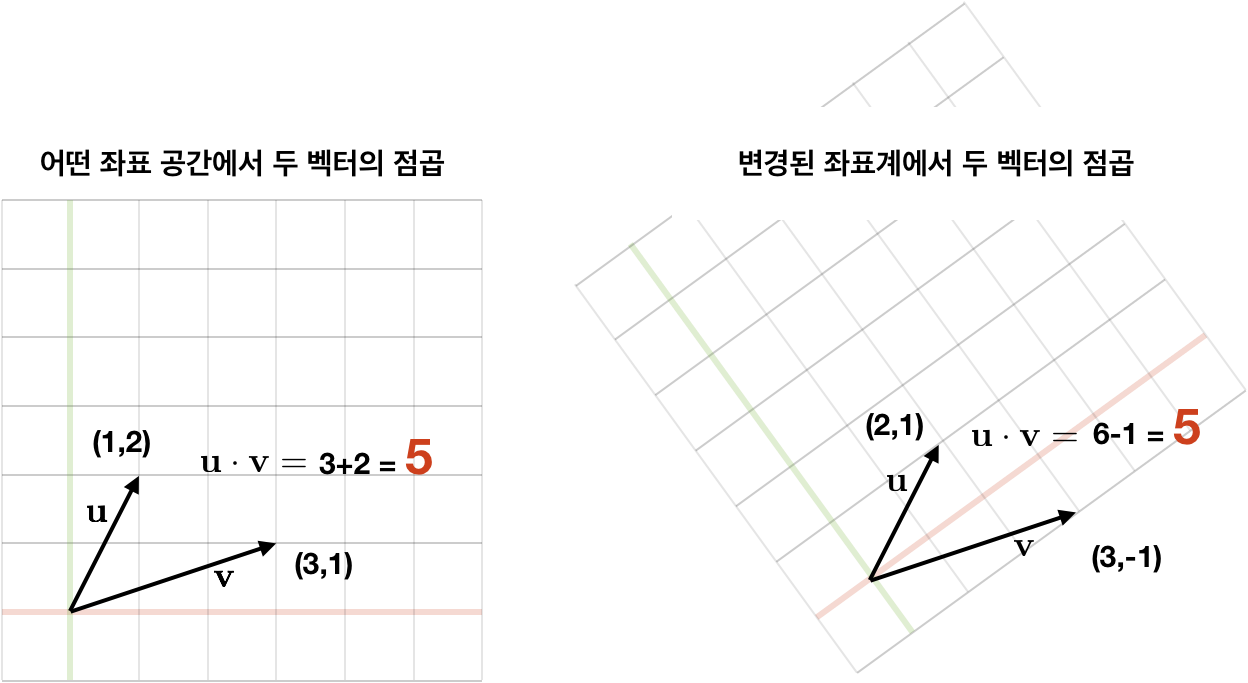 어떤 좌표 공간에서 두 벡터의 점곱
(1,2)
u · v = 3+2 = 5
u
v
(3,1)
변경된 좌표계에서 두 벡터의 점곱
(2,1)
u · v = 6-1 = 5
u
v
(3,-1)